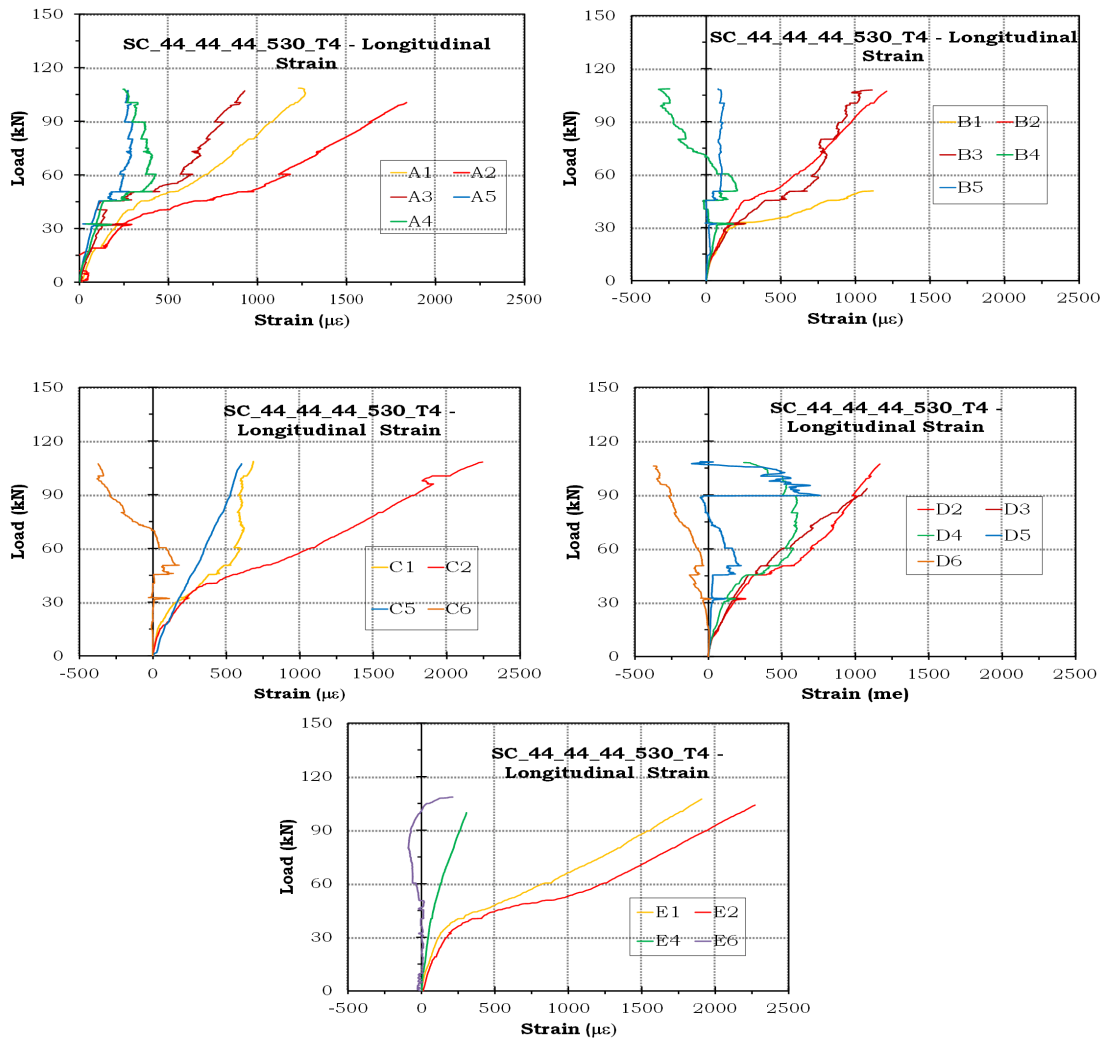 SC_44_44_44_530_T4 - Longitudinal
Strain
150
120
90
60
30
0
Load (kN)
A1 A2
A3 A5
A4
0 500 1000 1500 2000 2500
Strain (με)
SC_44_44_44_530_T4 - Longitudinal
Strain
150
120
90
60
30
0
Load (kN)
B1 B2
B3 B4
B5
-500 0 500 1000 1500 2000 2500
Strain (με)
SC_44_44_44_530_T4 -
Longitudinal Strain
150
120
90
60
30
0
Load (kN)
C1 C2
C5 C6
-500 0 500 1000 1500 2000 2500
Strain (με)
SC_44_44_44_530_T4 -
Longitudinal Strain
150
120
90
60
30
0
Load (kN)
D2 D3
D4 D5
D6
-500 0 500 1000 1500 2000 2500
Strain (me)
SC_44_44_44_530_T4 -
Longitudinal Strain
150
120
90
60
30
0
Load (kN)
E1 E2
E4 E6
-500 0 500 1000 1500 2000 2500
Strain (με)